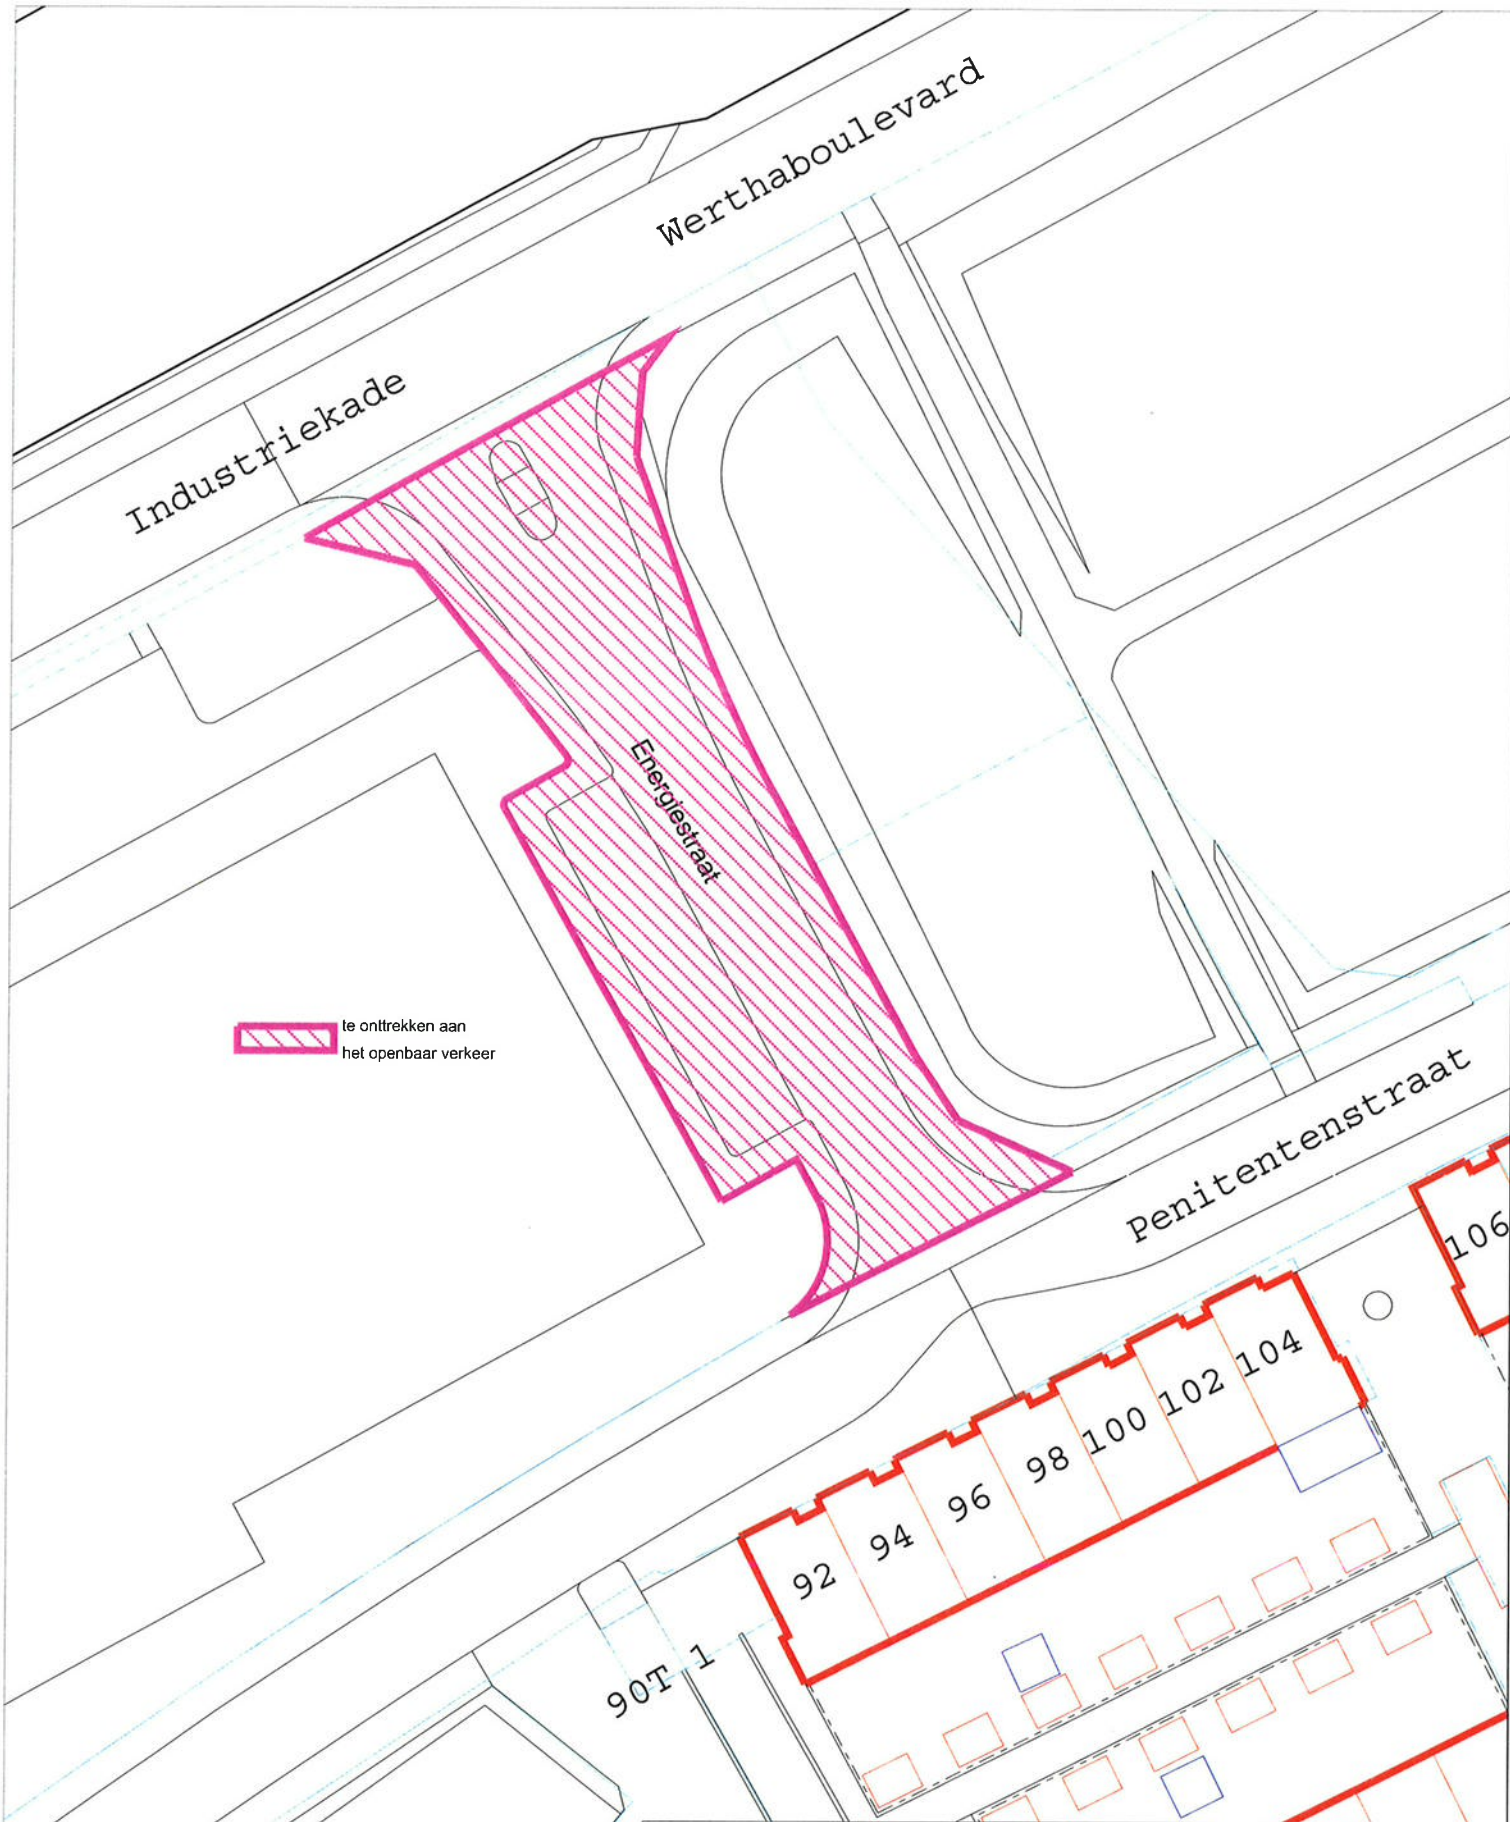 Werthaboulevard
Industriekade
Energiestraat
te onttrekken aan
het openbaar verkeer
Penitentenstraat
106
104
102
100
98
96
94
92
90T 1